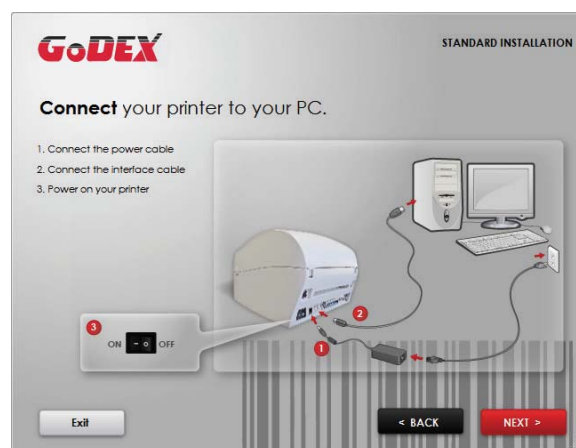 GoDEX
STANDARD INSTALLATION
Connect your printer to your PC.
1. Connect the power cable
2. Connect the interface cable
3. Power on your printer
2
3
ON - o OFF
1
Exit
< BACK
NEXT >